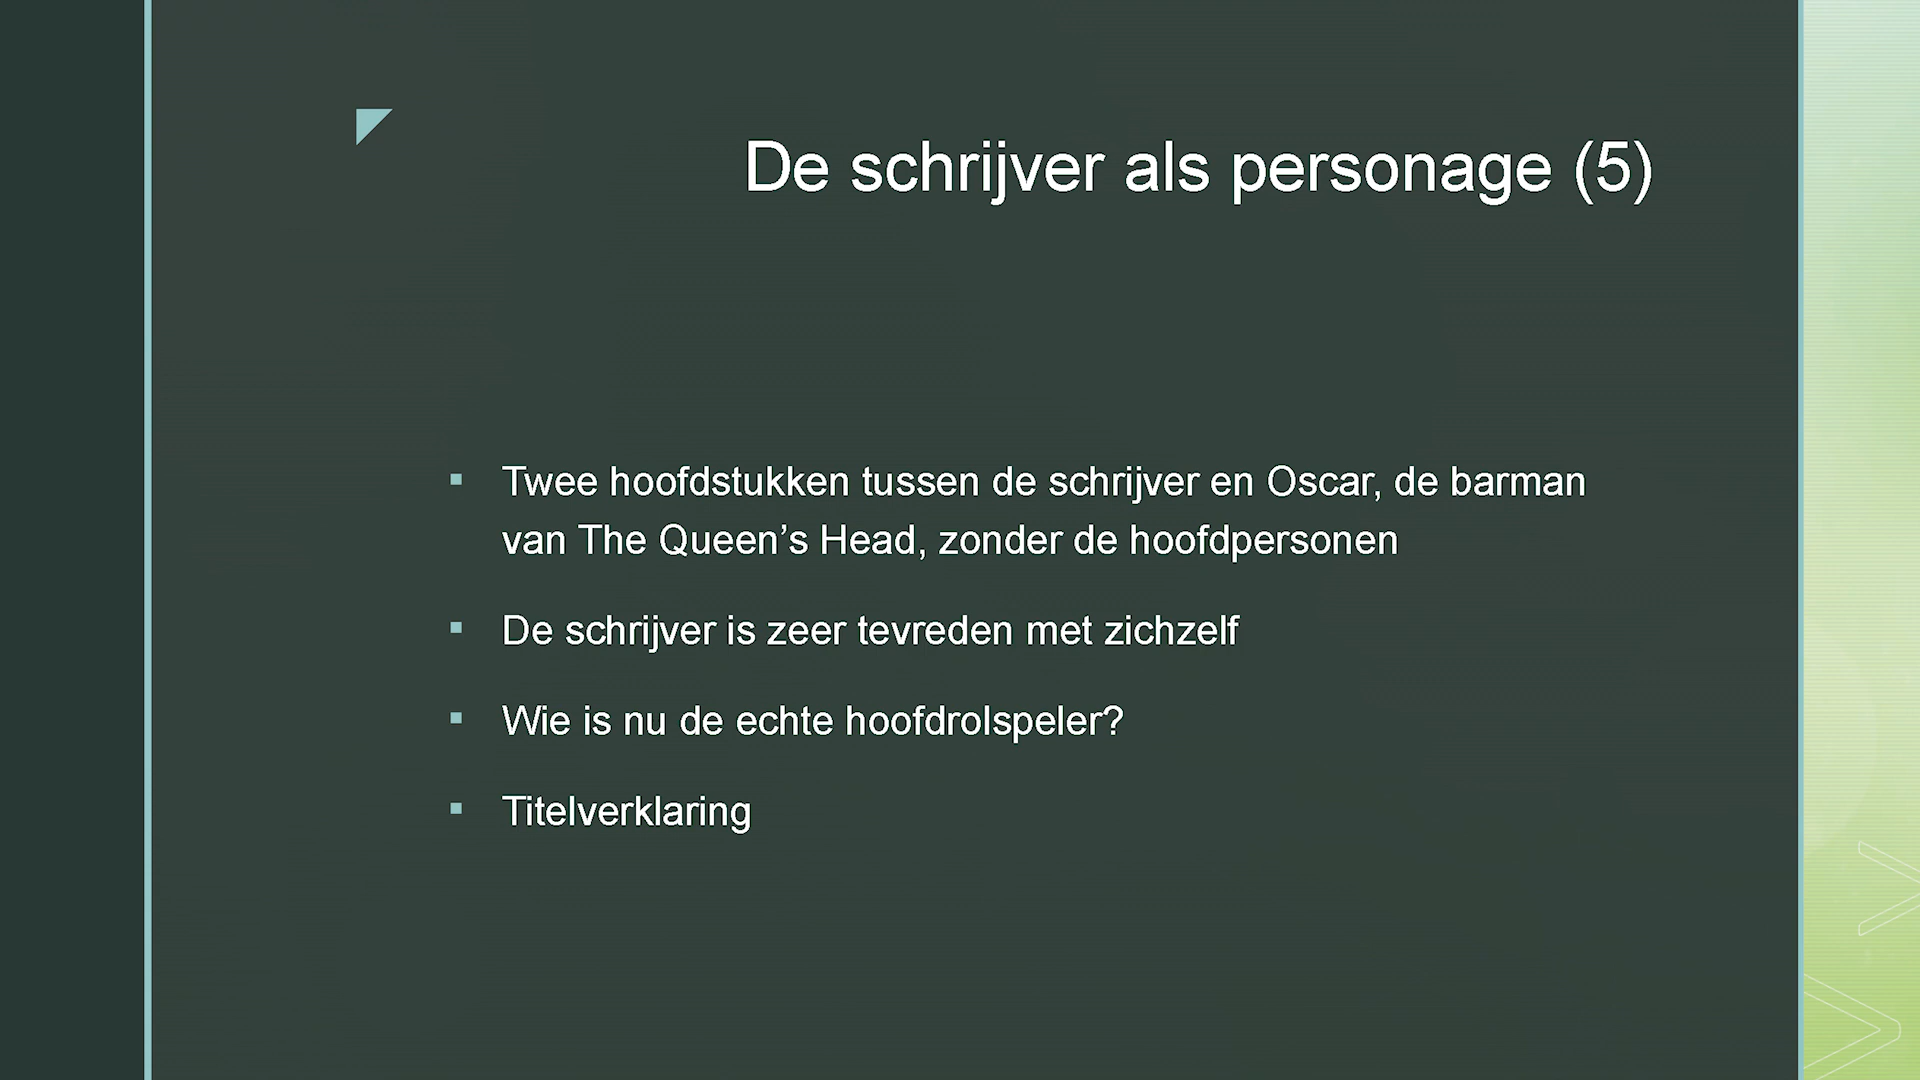 De schrijver als personage (5)
Twee hoofdstukken tussen de schrijver en Oscar, de barman
van The Queen’s Head, zonder de hoofdpersonen
De schrijver is zeer tevreden met zichzelf
Wie is nu de echte hoofdrolspeler?
Titelverklaring